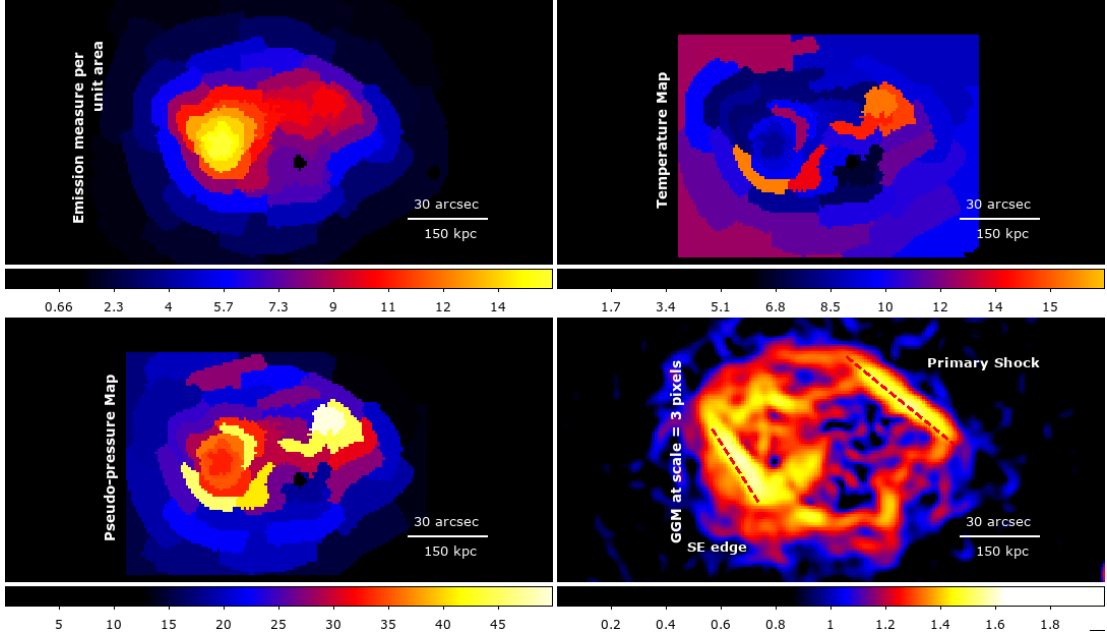 Emission measure per
unit area
30 arcsec
150 kpc
0.66 2.3 4 5.7 7.3 9 11 12 14
Temperature Map
30 arcsec
150 kpc
1.7 3.4 5.1 6.8 8.5 10 12 14 15
Pseudo-pressure Map
30 arcsec
150 kpc
5 10 15 20 25 30 35 40 45
GGM at scale = 3 pixels
Primary Shock
SE edge
30 arcsec
150 kpc
0.2 0.4 0.6 0.8 1 1.2 1.4 1.6 1.8